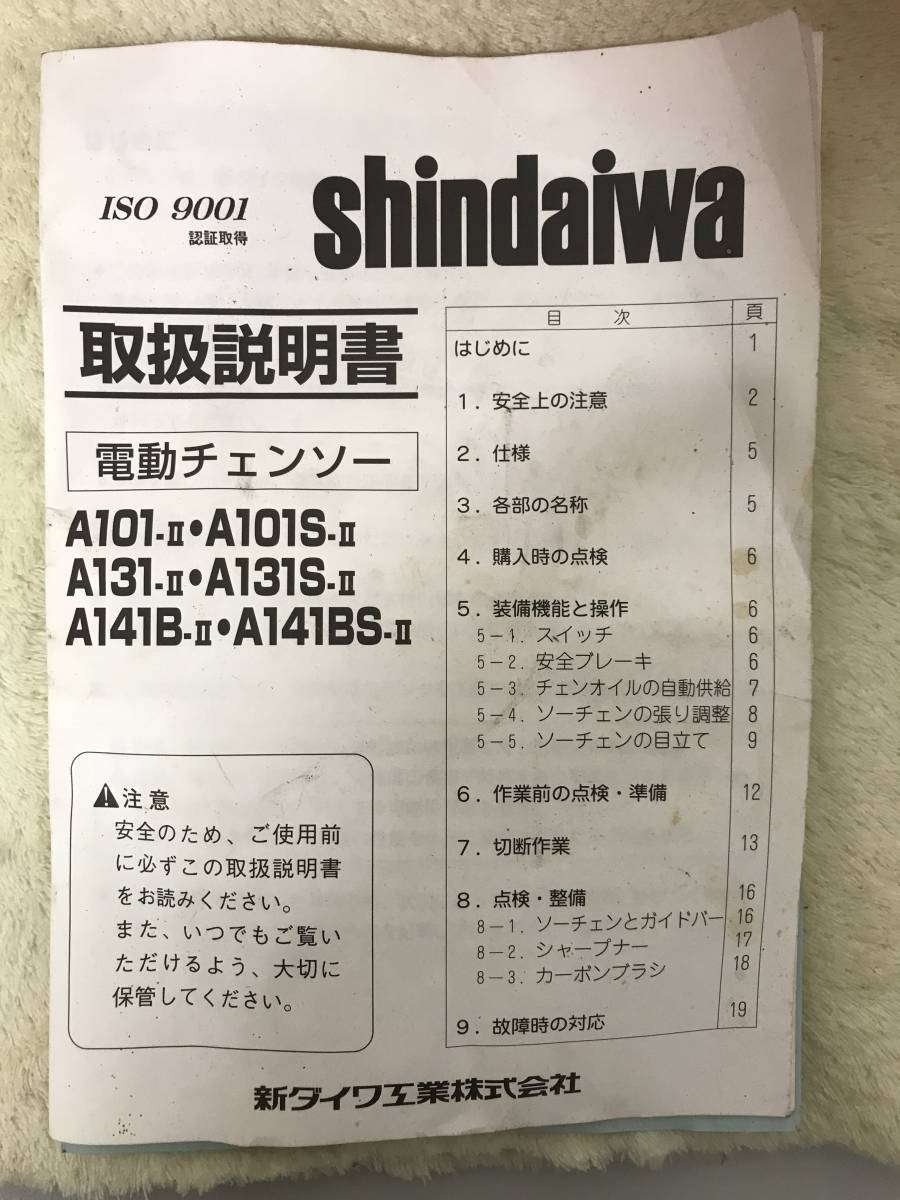 ISO 9001
認証取得
shindaiwa
取扱説明書
電動チェンソー
A101-Ⅱ・A101S-Ⅱ
A131-Ⅱ・A131S-Ⅱ
A141B-Ⅱ・A141BS-Ⅱ
⚠注意
安全のため、ご使用前
に必ずこの取扱説明書
をお読みください。
また、いつでもご覧い
ただけるよう、大切に
保管してください。
目 次 頁
はじめに 1
1. 安全上の注意 2
2. 仕様 5
3. 各部の名称 5
4. 購入時の点検 6
5. 装備機能と操作 6
5-1. スイッチ 6
5-2. 安全ブレーキ 6
5-3. チェンオイルの自動供給 7
5-4. ソーチェンの張り調整 8
5-5. ソーチェンの目立て 9
6. 作業前の点検・準備 12
7. 切断作業 13
8. 点検・整備 16
8-1. ソーチェンとガイドバー 16
8-2. シャープナー 17
8-3. カーボンブラシ 18
9. 故障時の対応 19
新ダイワ工業株式会社